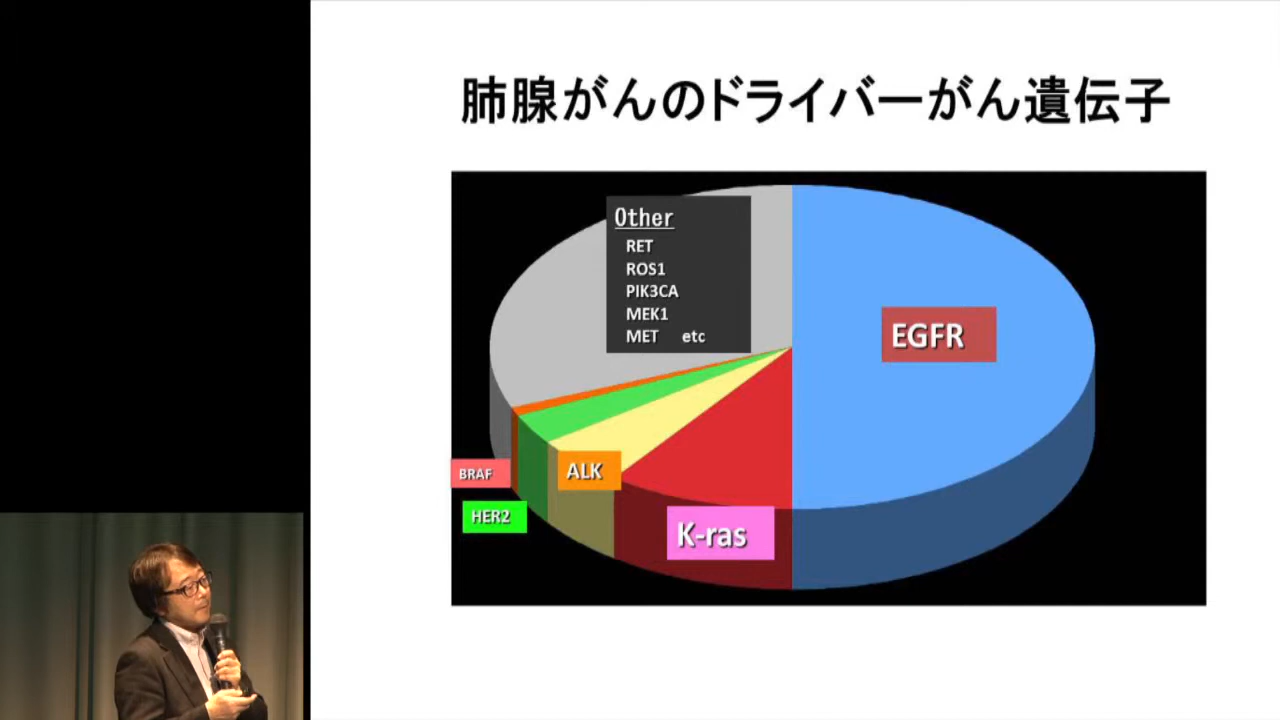 肺腺がんのドライバーがん遺伝子
Other
RET
ROS1
PIK3CA
MEK1
MET etc
EGFR
BRAF
ALK
HER2
K-ras